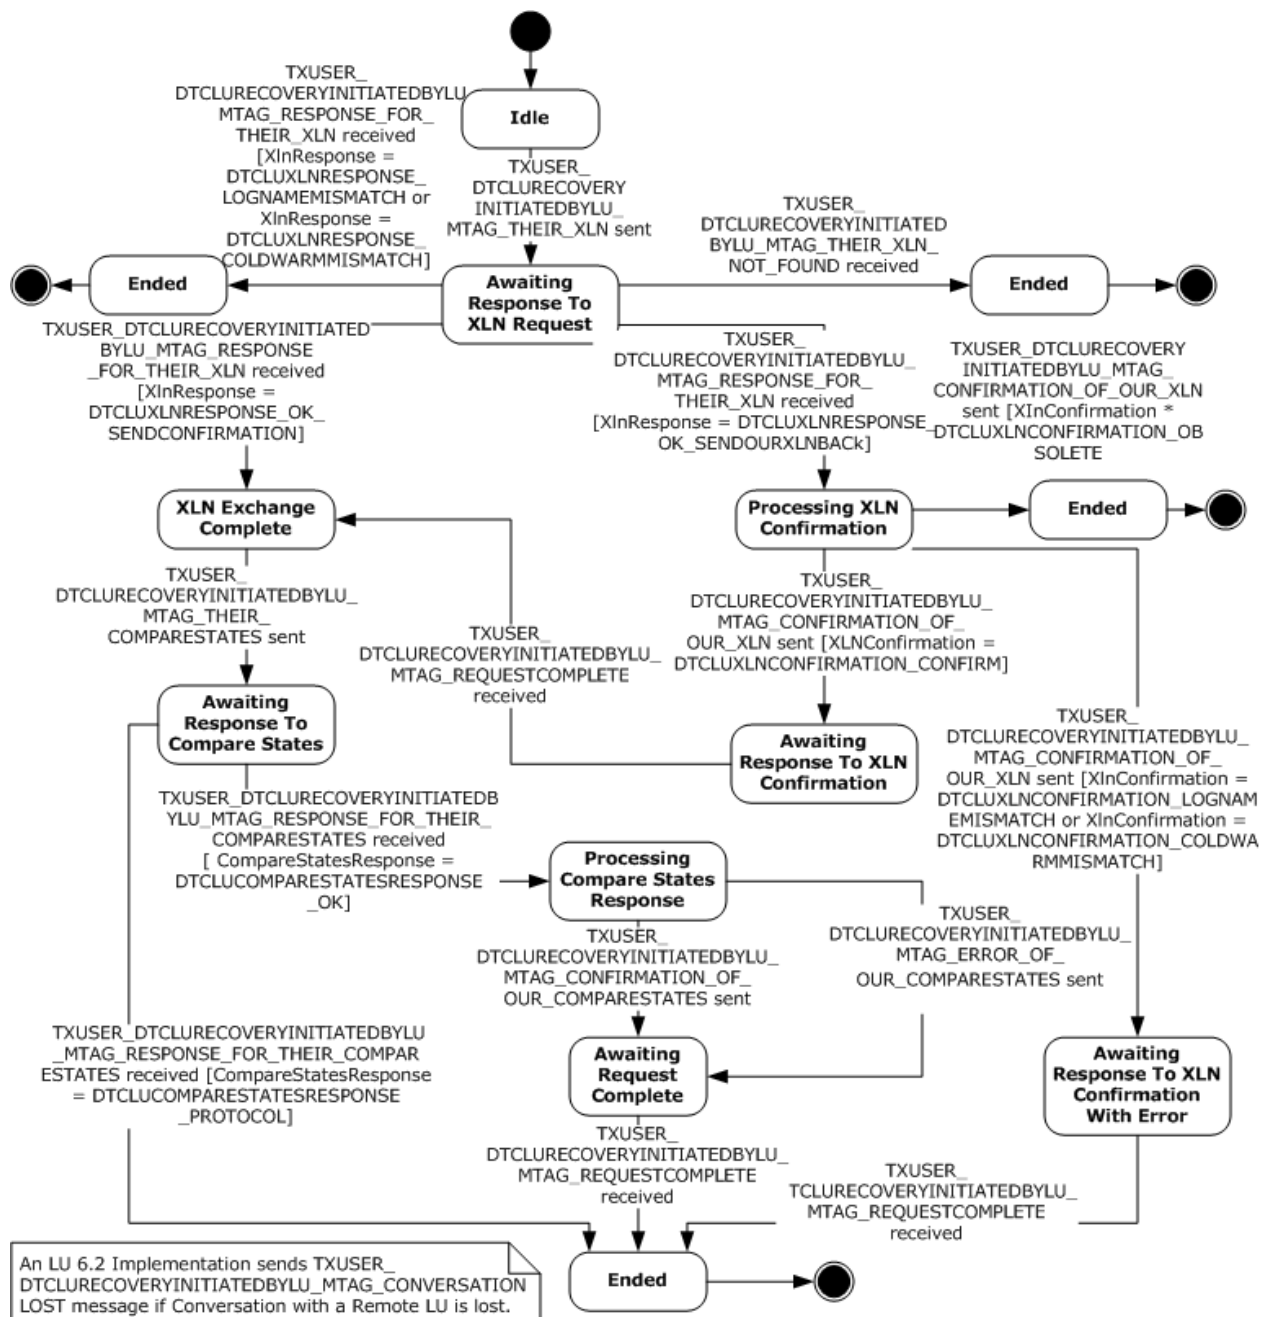 TXUSER_
DTCLURECOVERYINITIATEDBYLU_
MTAG_RESPONSE_FOR_
THEIR_XLN received
[XlnResponse =
DTCLUXLNRESPONSE_
LOGNAMEMISMATCH or
XlnResponse =
DTCLUXLNRESPONSE_
COLDWARMMISMATCH]
Idle
TXUSER_
DTCLURECOVERY
INITIATEDBYLU_
MTAG_THEIR_XLN sent
TXUSER_
DTCLURECOVERYINITIATED
BYLU_MTAG_THEIR_XLN_
NOT_FOUND received
Ended
Awaiting
Response To
XLN Request
Ended
TXUSER_DTCLURECOVERYINITIATED
BYLU_MTAG_RESPONSE
_FOR_THEIR_XLN received
[XlnResponse =
DTCLUXLNRESPONSE_OK_
SENDCONFIRMATION]
TXUSER_
DTCLURECOVERYINITIATEDBYLU_
MTAG_RESPONSE_FOR_
THEIR_XLN received
[XlnResponse = DTCLUXLNRESPONSE_
OK_SENDOURXLNBACk]
TXUSER_DTCLURECOVERY
INITIATEDBYLU_MTAG_
CONFIRMATION_OF_OUR_XLN
sent [XInConfirmation *
DTCLUXLNCONFIRMATION_OB
SOLETE
XLN Exchange
Complete
Processing XLN
Confirmation
Ended
TXUSER_
DTCLURECOVERYINITIATEDBYLU_
MTAG_THEIR_
COMPARESTATES sent
TXUSER_
DTCLURECOVERYINITIATEDBYLU_
MTAG_REQUESTCOMPLETE
received
TXUSER_
DTCLURECOVERYINITIATEDBYLU_
MTAG_CONFIRMATION_OF_
OUR_XLN sent [XLNConfirmation =
DTCLUXLNCONFIRMATION_CONFIRM]
Awaiting
Response To
Compare States
Awaiting
Response To XLN
Confirmation
TXUSER_
DTCLURECOVERYINITIATEDBYLU_
MTAG_CONFIRMATION_OF_
OUR_XLN sent [XlnConfirmation =
DTCLUXLNCONFIRMATION_LOGNAM
EMISMATCH or XlnConfirmation =
DTCLUXLNCONFIRMATION_COLDWA
RMMISMATCH]
TXUSER_DTCLURECOVERYINITIATEDB
YLU_MTAG_RESPONSE_FOR_THEIR_
COMPARESTATES received
[ CompareStatesResponse =
DTCLUCOMPARESTATESRESPONSE
_OK]
Processing
Compare States
Response
TXUSER_
DTCLURECOVERYINITIATEDBYLU_
MTAG_CONFIRMATION_OF_
OUR_COMPARESTATES sent
TXUSER_
DTCLURECOVERYINITIATEDBYLU_
MTAG_ERROR_OF_
OUR_COMPARESTATES sent
TXUSER_DTCLURECOVERYINITIATEDBYLU
_MTAG_RESPONSE_FOR_THEIR_COMPAR
ESTATES received [CompareStatesResponse
= DTCLUCOMPARESTATESRESPONSE
_PROTOCOL]
Awaiting
Request
Complete
Awaiting
Response To XLN
Confirmation
With Error
TXUSER_
DTCLURECOVERYINITIATEDBYLU_
MTAG_REQUESTCOMPLETE
received
TXUSER_
TCLURECOVERYINITIATEDBYLU_
MTAG_REQUESTCOMPLETE
received
Ended
An LU 6.2 Implementation sends TXUSER_
DTCLURECOVERYINITIATEDBYLU_MTAG_CONVERSATION
LOST message if Conversation with a Remote LU is lost.